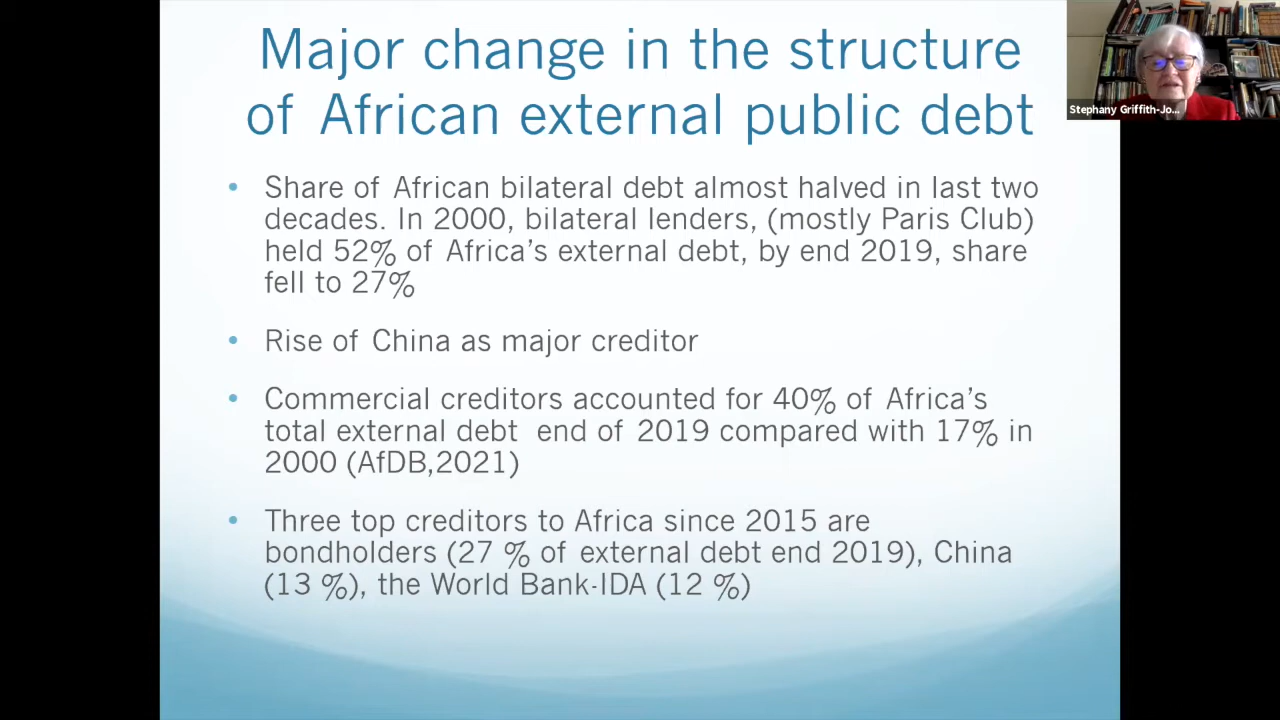 Major change in the structure
of African external public debt
Stephany Griffith-Jo...
• Share of African bilateral debt almost halved in last two
decades. In 2000, bilateral lenders, (mostly Paris Club)
held 52% of Africa’s external debt, by end 2019, share
fell to 27%
• Rise of China as major creditor
• Commercial creditors accounted for 40% of Africa’s
total external debt end of 2019 compared with 17% in
2000 (AfDB,2021)
• Three top creditors to Africa since 2015 are
bondholders (27 % of external debt end 2019), China
(13 %), the World Bank-IDA (12 %)